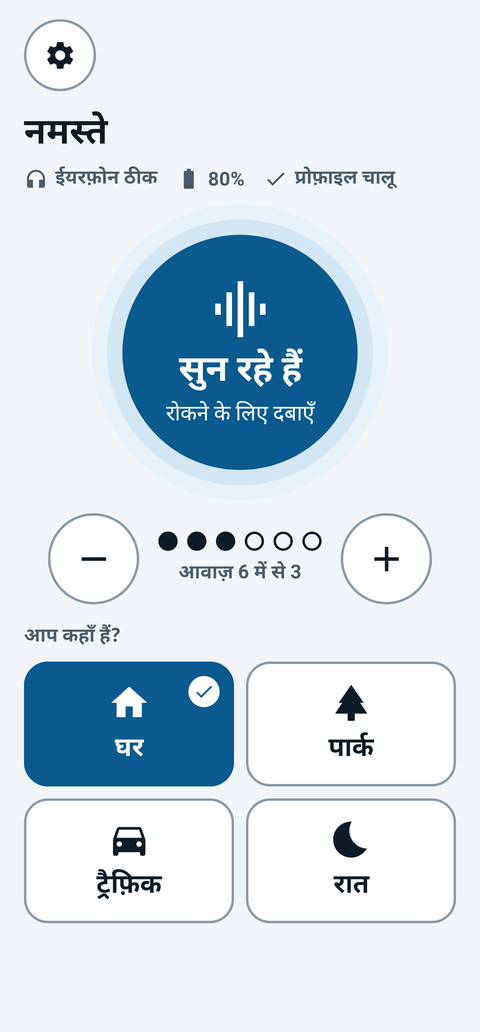 नमस्ते
ईयरफ़ोन ठीक 80% प्रोफ़ाइल चालू
सुन रहे हैं
रोकने के लिए दबाएँ
आवाज़ 6 में से 3
आप कहाँ हैं?
घर
पार्क
ट्रैफ़िक
रात